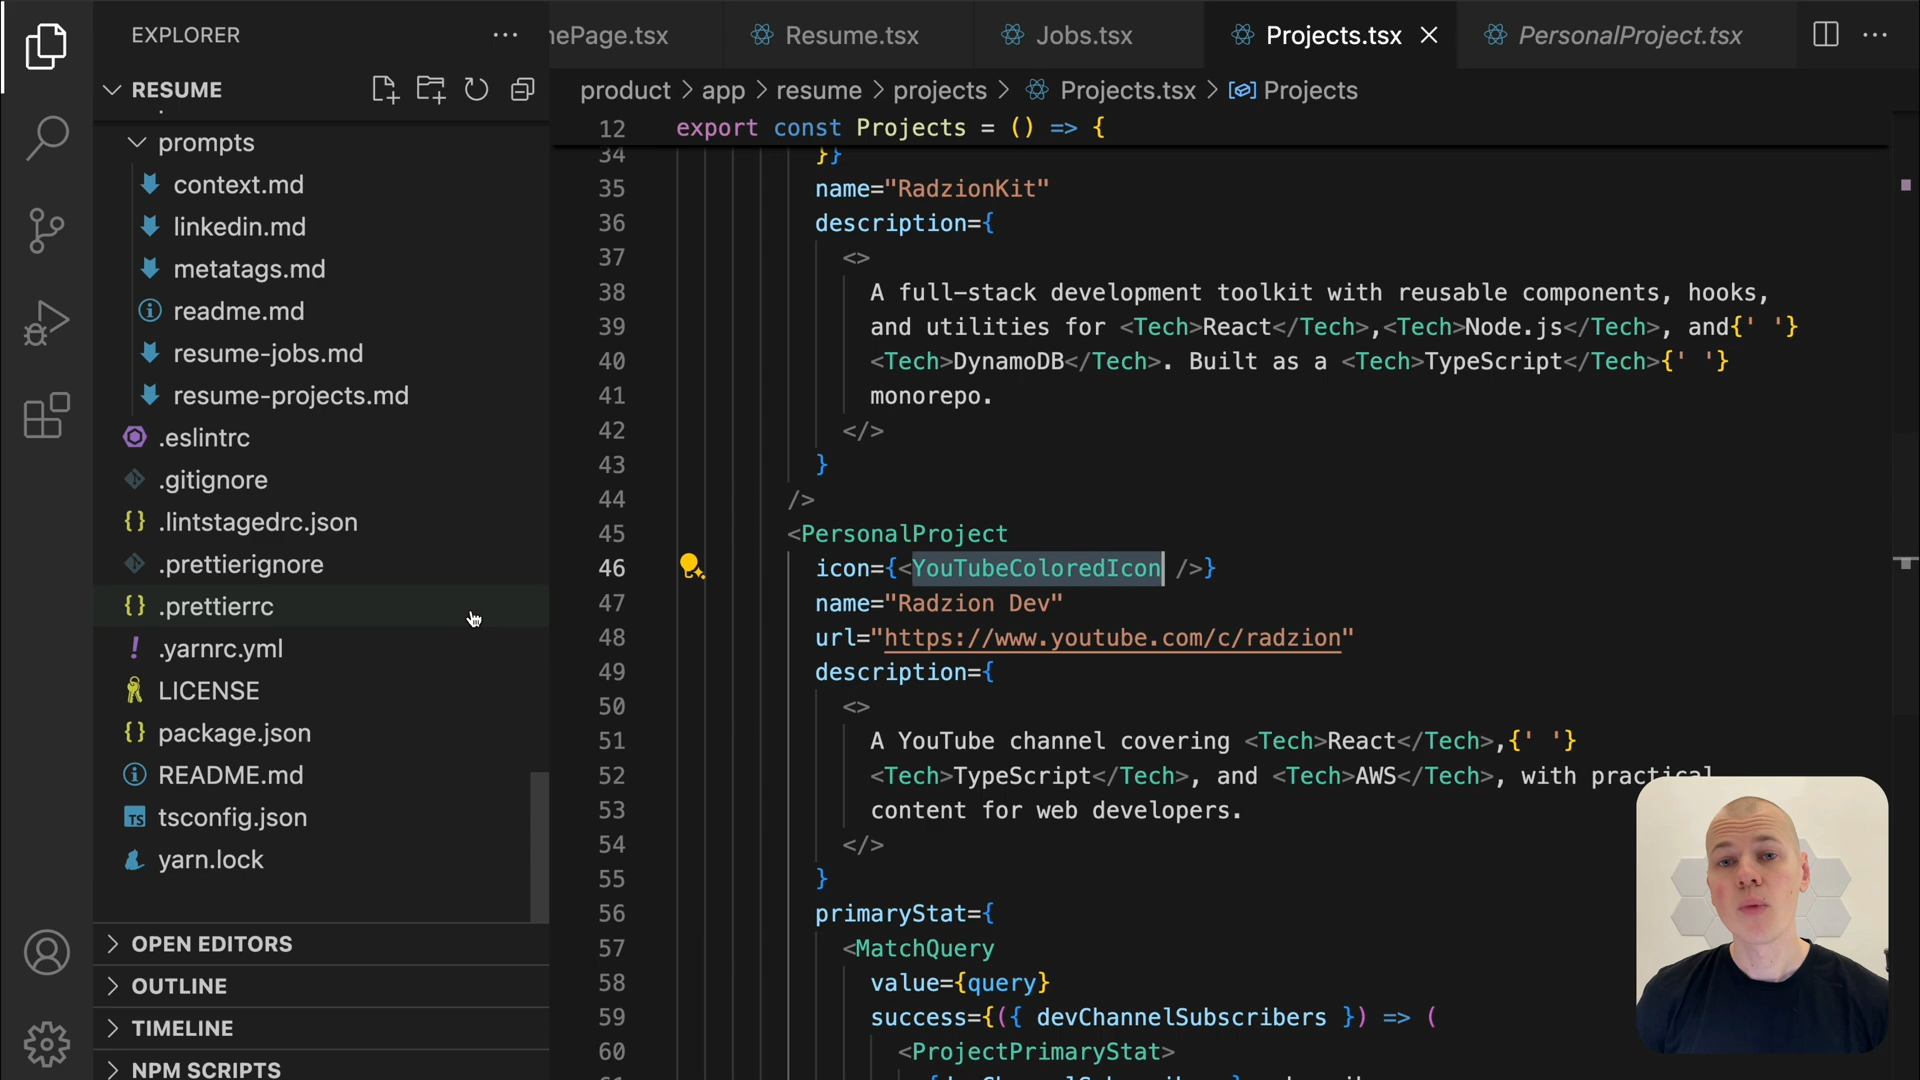 EXPLORER
RESUME
prompts
context.md
linkedin.md
metatags.md
readme.md
resume-jobs.md
resume-projects.md
.eslintrc
.gitignore
.lintstagedrc.json
.prettierignore
.prettierrc
.yarnrc.yml
LICENSE
package.json
README.md
tsconfig.json
yarn.lock
OPEN EDITORS
OUTLINE
TIMELINE
NPM SCRIPTS
ePage.tsx Resume.tsx Jobs.tsx Projects.tsx PersonalProject.tsx
product > app > resume > projects > Projects.tsx > Projects
12 export const Projects = () => {
34 }}
35 name="RadzionKit"
36 description={
37 <>
38 A full-stack development toolkit with reusable components, hooks,
39 and utilities for <Tech>React</Tech>,<Tech>Node.js</Tech>, and{' '}
40 <Tech>DynamoDB</Tech>. Built as a <Tech>TypeScript</Tech>{' '}
41 monorepo.
42 </>
43 }
44 />
45 <PersonalProject
46 icon={<YouTubeColoredIcon />}
47 name="Radzion Dev"
48 url="https://www.youtube.com/c/radzion"
49 description={
50 <>
51 A YouTube channel covering <Tech>React</Tech>,{' '}
52 <Tech>TypeScript</Tech>, and <Tech>AWS</Tech>, with practical
53 content for web developers.
54 </>
55 }
56 primaryStat={
57 <MatchQuery
58 value={query}
59 success={({ devChannelSubscribers }) => (
60 <ProjectPrimaryStat>